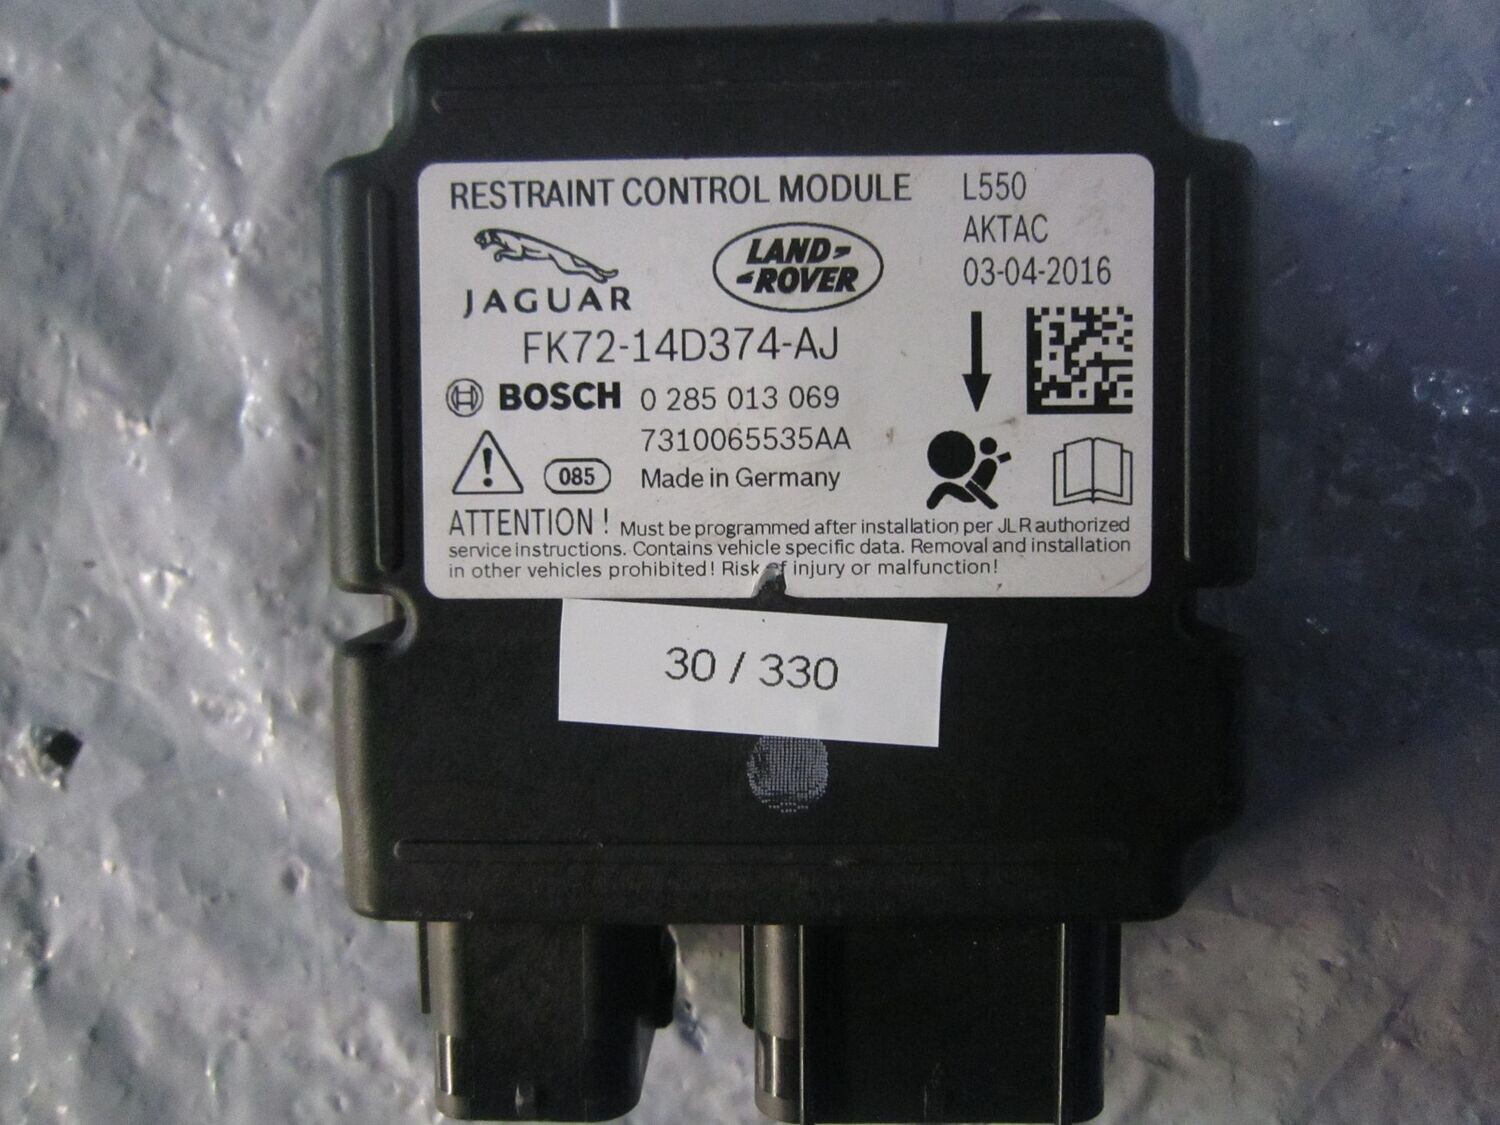 RESTRAINT CONTROL MODULE
L550
AKTAC
03-04-2016
JAGUAR
LAND-
-ROVER
FK72-14D374-AJ
BOSCH 0 285 013 069
7310065535AA
085 Made in Germany
ATTENTION! Must be programmed after installation per JLR authorized
service instructions. Contains vehicle specific data. Removal and installation
in other vehicles prohibited! Risk of injury or malfunction!
30 / 330